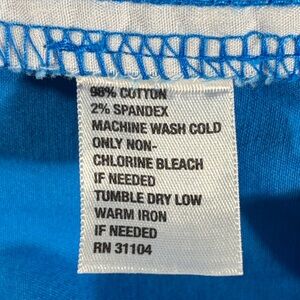 98% COTTON
2% SPANDEX
MACHINE WASH COLD
ONLY NON-
CHLORINE BLEACH
IF NEEDED
TUMBLE DRY LOW
WARM IRON
IF NEEDED
RN 31104